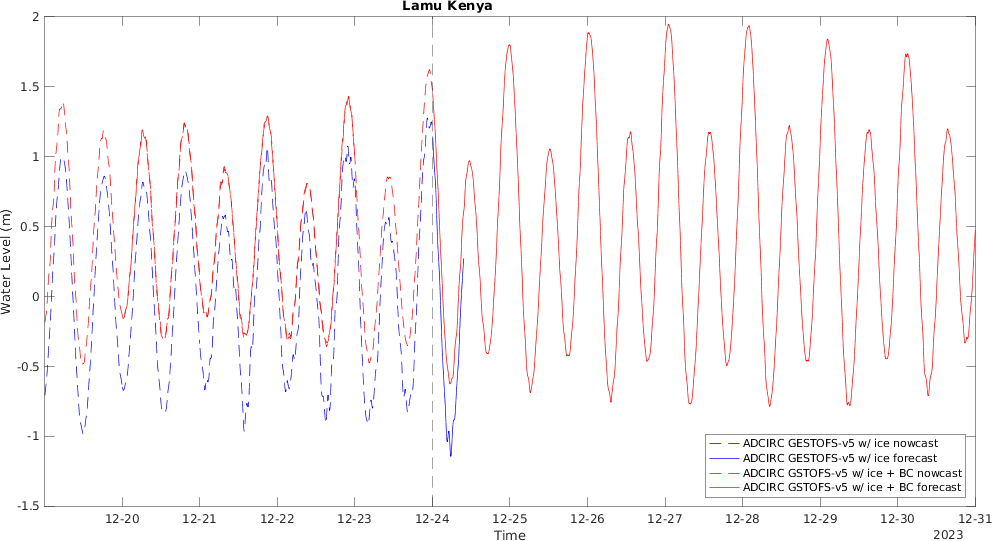 Lamu Kenya
2
1.5
1
0.5
0
-0.5
-1
-1.5
Water Level (m)
12-20 12-21 12-22 12-23 12-24 12-25 12-26 12-27 12-28 12-29 12-30 12-31
Time
2023
ADCIRC GESTOFS-v5 w/ ice nowcast
ADCIRC GESTOFS-v5 w/ ice forecast
ADCIRC GSTOFS-v5 w/ ice + BC nowcast
ADCIRC GSTOFS-v5 w/ ice + BC forecast